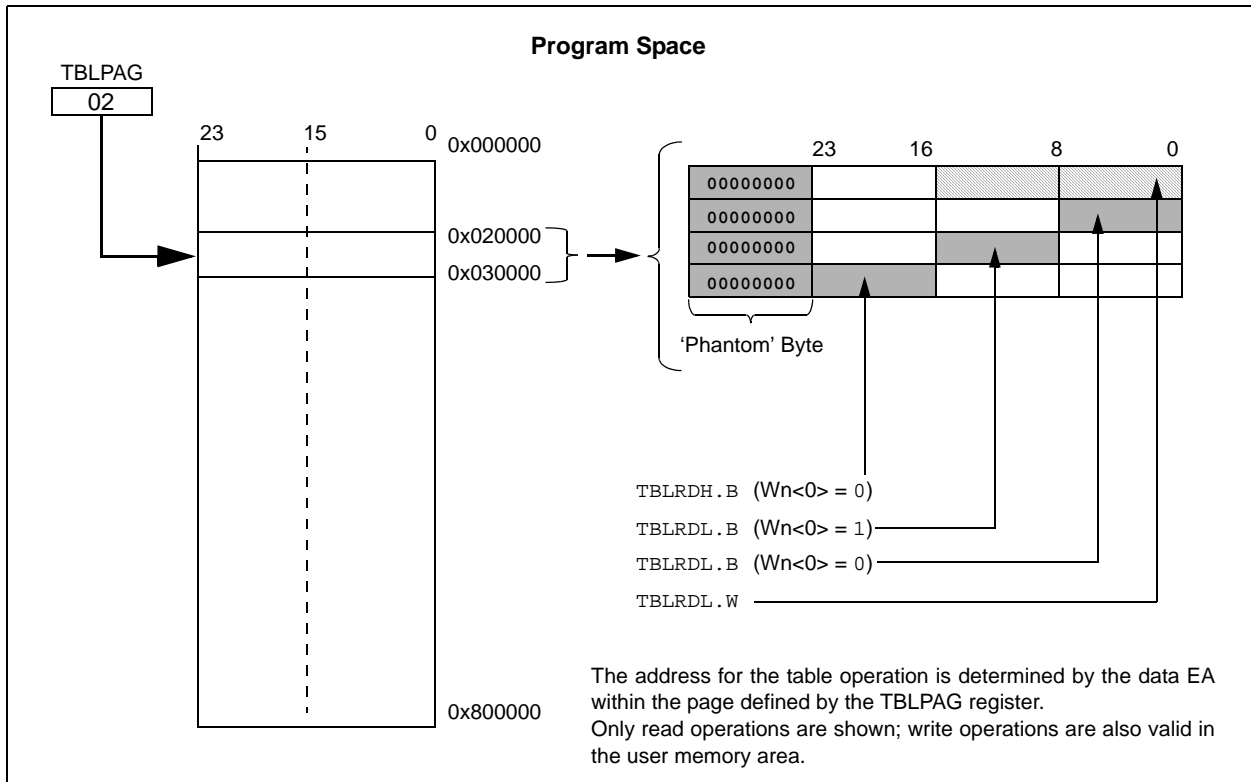 Program Space
TBLPAG
02
23 15 0
0x000000
0x020000
0x030000
0x800000
23 16 8 0
00000000
00000000
00000000
00000000
‘Phantom’ Byte
TBLRDH.B (Wn<0> = 0)
TBLRDL.B (Wn<0> = 1)
TBLRDL.B (Wn<0> = 0)
TBLRDL.W
The address for the table operation is determined by the data EA
within the page defined by the TBLPAG register.
Only read operations are shown; write operations are also valid in
the user memory area.